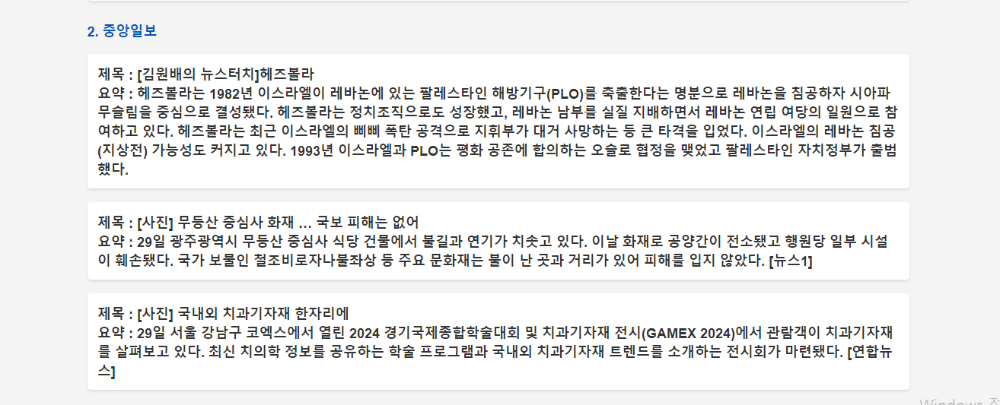 2. 중앙일보
제목 : [김원배의 뉴스터치]헤즈볼라
요약 : 헤즈볼라는 1982년 이스라엘이 레바논에 있는 팔레스타인 해방기구(PLO)를 축출한다는 명분으로 레바논을 침공하자 시아파
무슬림을 중심으로 결성됐다. 헤즈볼라는 정치조직으로도 성장했고, 레바논 남부를 실질 지배하면서 레바논 연립 여당의 일원으로 참
여하고 있다. 헤즈볼라는 최근 이스라엘의 삐삐 폭탄 공격으로 지휘부가 대거 사망하는 등 큰 타격을 입었다. 이스라엘의 레바논 침공
(지상전) 가능성도 커지고 있다. 1993년 이스라엘과 PLO는 평화 공존에 합의하는 오슬로 협정을 맺었고 팔레스타인 자치정부가 출범
했다.
제목 : [사진] 무등산 증심사 화재 … 국보 피해는 없어
요약 : 29일 광주광역시 무등산 증심사 식당 건물에서 불길과 연기가 치솟고 있다. 이날 화재로 공양간이 전소됐고 행원당 일부 시설
이 훼손됐다. 국가 보물인 철조비로자나불좌상 등 주요 문화재는 불이 난 곳과 거리가 있어 피해를 입지 않았다. [뉴스1]
제목 : [사진] 국내외 치과기자재 한자리에
요약 : 29일 서울 강남구 코엑스에서 열린 2024 경기국제종합학술대회 및 치과기자재 전시(GAMEX 2024)에서 관람객이 치과기자재
를 살펴보고 있다. 최신 치의학 정보를 공유하는 학술 프로그램과 국내외 치과기자재 트렌드를 소개하는 전시회가 마련됐다. [연합뉴
스]
Windows